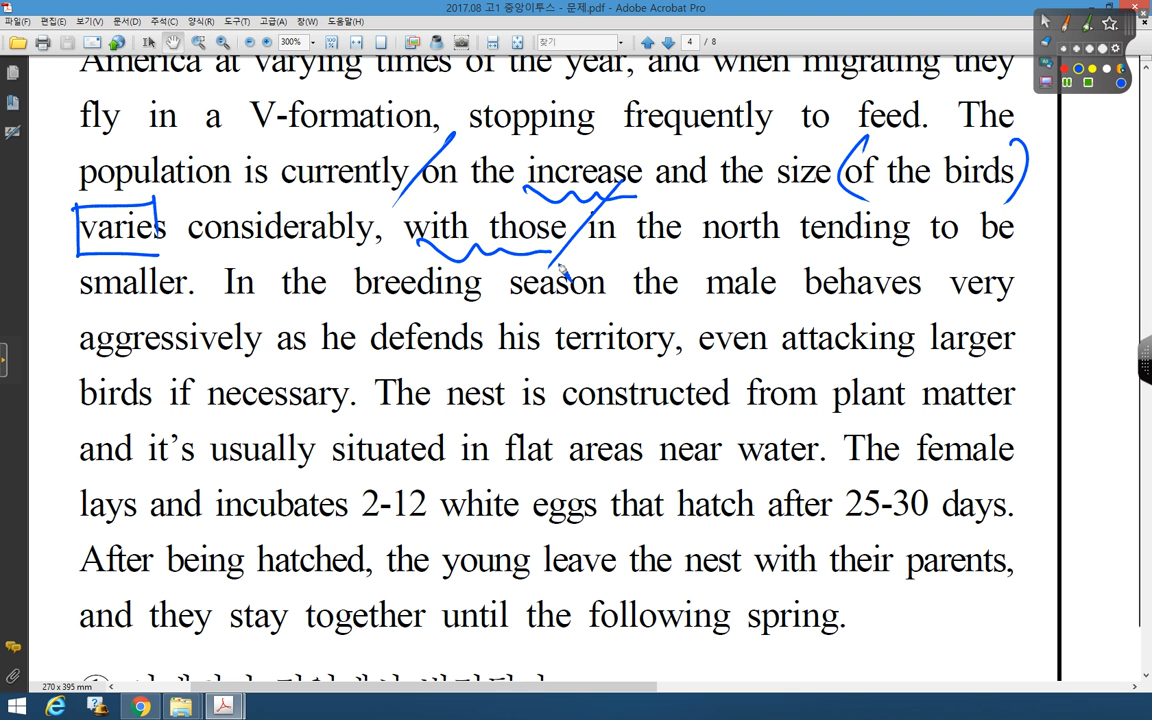 2017.08 고1 중앙이투스 - 문제.pdf - Adobe Acrobat Pro
파일(F) 편집(E) 보기(V) 문서(D) 주석(C) 양식(R) 도구(T) 고급(A) 창(W) 도움말(H)
300% 찾기 4 / 8
America at varying times of the year, and when migrating they
fly in a V-formation, stopping frequently to feed. The
population is currently on the increase and the size of the birds
varies considerably, with those in the north tending to be
smaller. In the breeding season the male behaves very
aggressively as he defends his territory, even attacking larger
birds if necessary. The nest is constructed from plant matter
and it’s usually situated in flat areas near water. The female
lays and incubates 2-12 white eggs that hatch after 25-30 days.
After being hatched, the young leave the nest with their parents,
and they stay together until the following spring.
270 x 395 mm